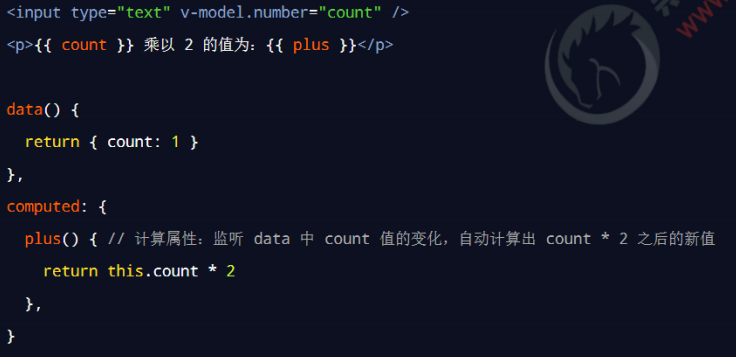 <input type="text" v-model.number="count" />
<p>{{ count }} 乘以 2 的值为：{{ plus }}</p>
data() {
return { count: 1 }
},
computed: {
plus() { // 计算属性：监听 data 中 count 值的变化，自动计算出 count * 2 之后的新值
return this.count * 2
},
}